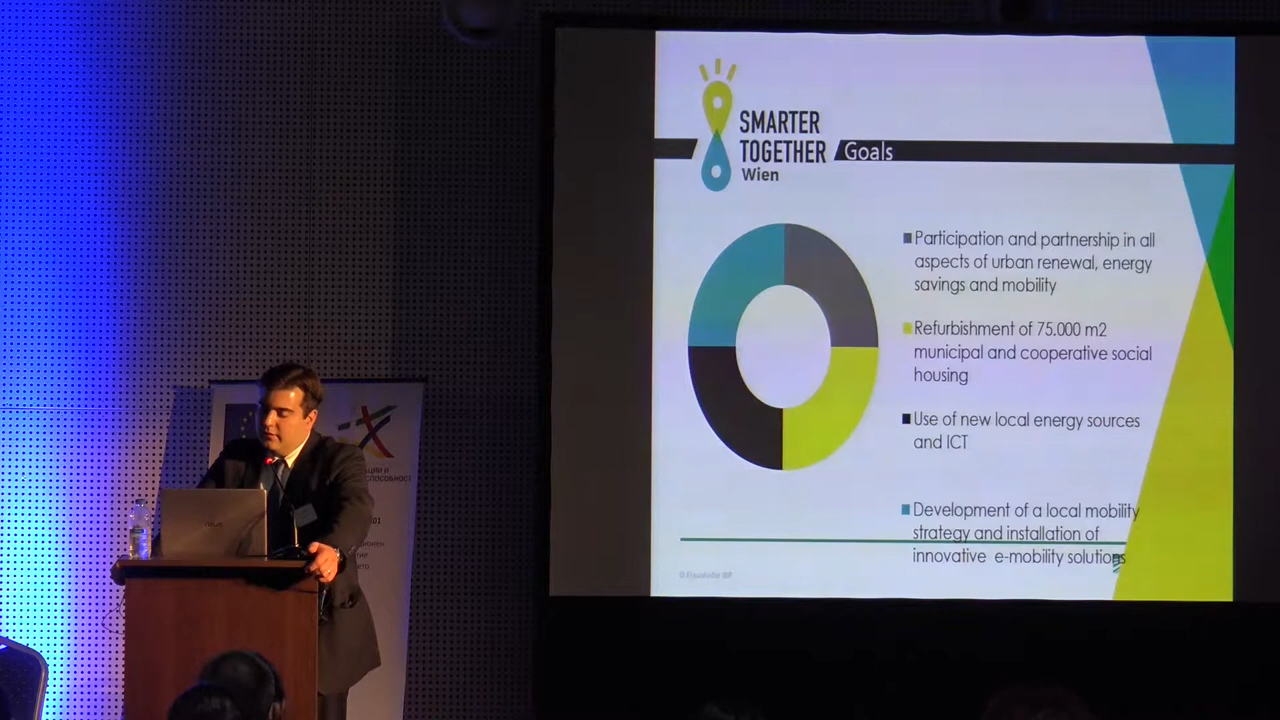 SMARTER
TOGETHER
Wien
Goals
Participation and partnership in all
aspects of urban renewal, energy
savings and mobility
Refurbishment of 75.000 m2
municipal and cooperative social
housing
Use of new local energy sources
and ICT
Development of a local mobility
strategy and installation of
innovative e-mobility solutions
© Fraunhofer IBP